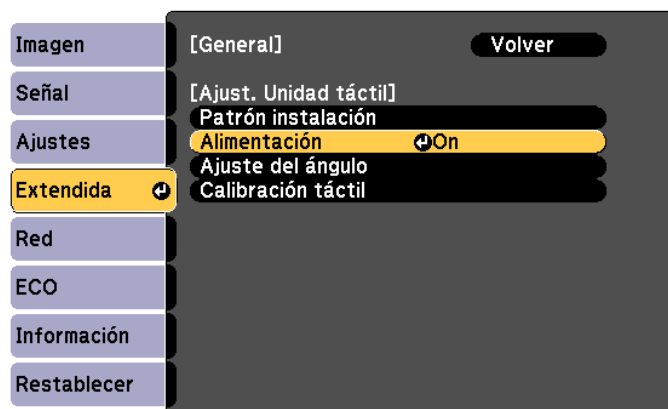 Imagen
Señal
Ajustes
Extendida
Red
ECO
Información
Restablecer
[General] Volver
[Ajust. Unidad táctil]
Patrón instalación
Alimentación On
Ajuste del ángulo
Calibración táctil